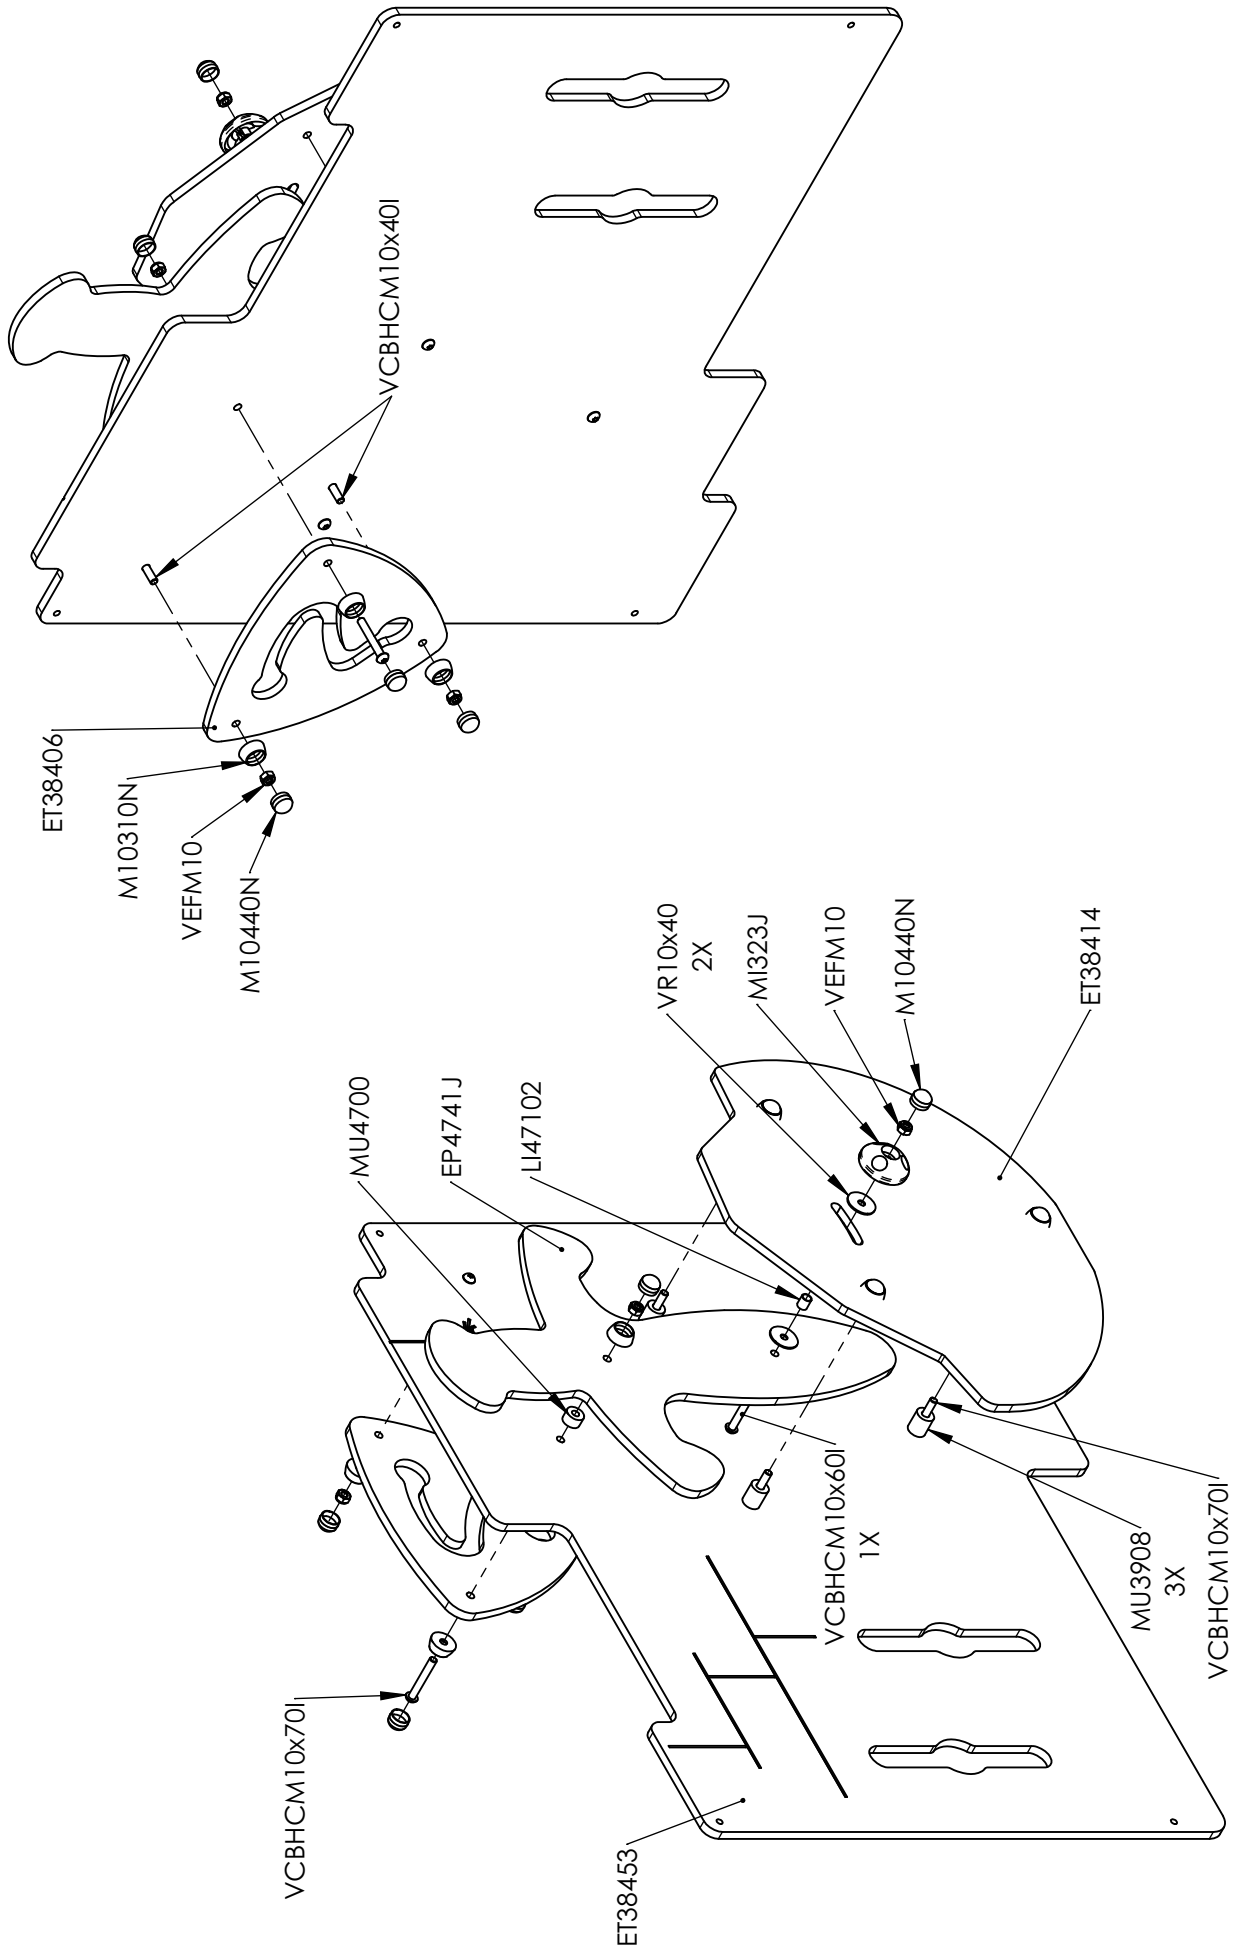 VCBHCM10x70I
ET38453
MU4700
EP4741J
LI47102
VCBHCM10x60I
1X
MU3908
3X
VCBHCM10x70I
VR10x40
2X
MI323J
VEFM10
M10440N
ET38414
ET38406
M10310N
VEFM10
M10440N
VCBHCM10x40I